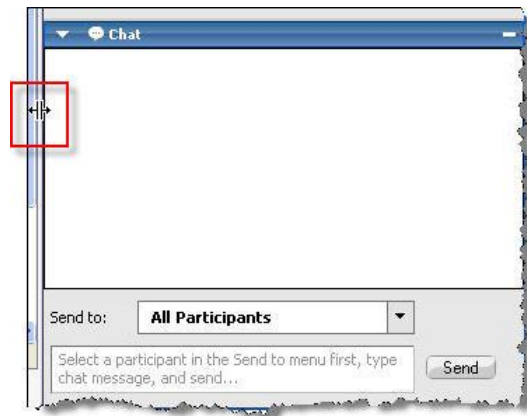 Chat
Send to:
All Participants
Select a participant in the Send to menu first, type
chat message, and send...
Send